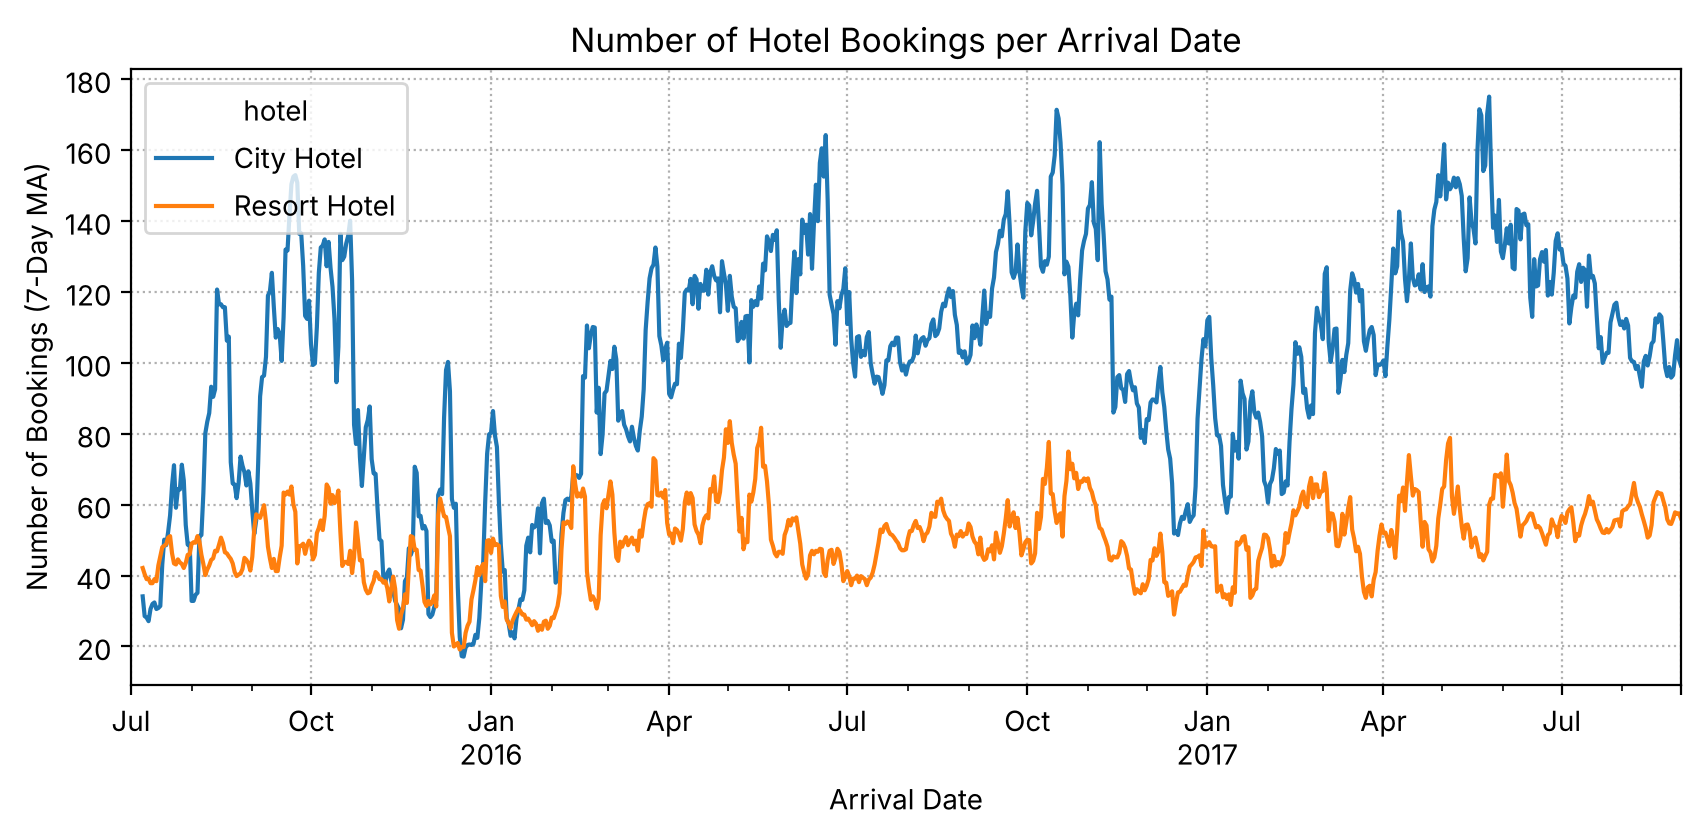 Number of Hotel Bookings per Arrival Date
Number of Bookings (7-Day MA)
180
160
140
120
100
80
60
40
20
hotel
City Hotel
Resort Hotel
Jul Oct Jan Apr Jul Oct Jan Apr Jul
2016 2017
Arrival Date